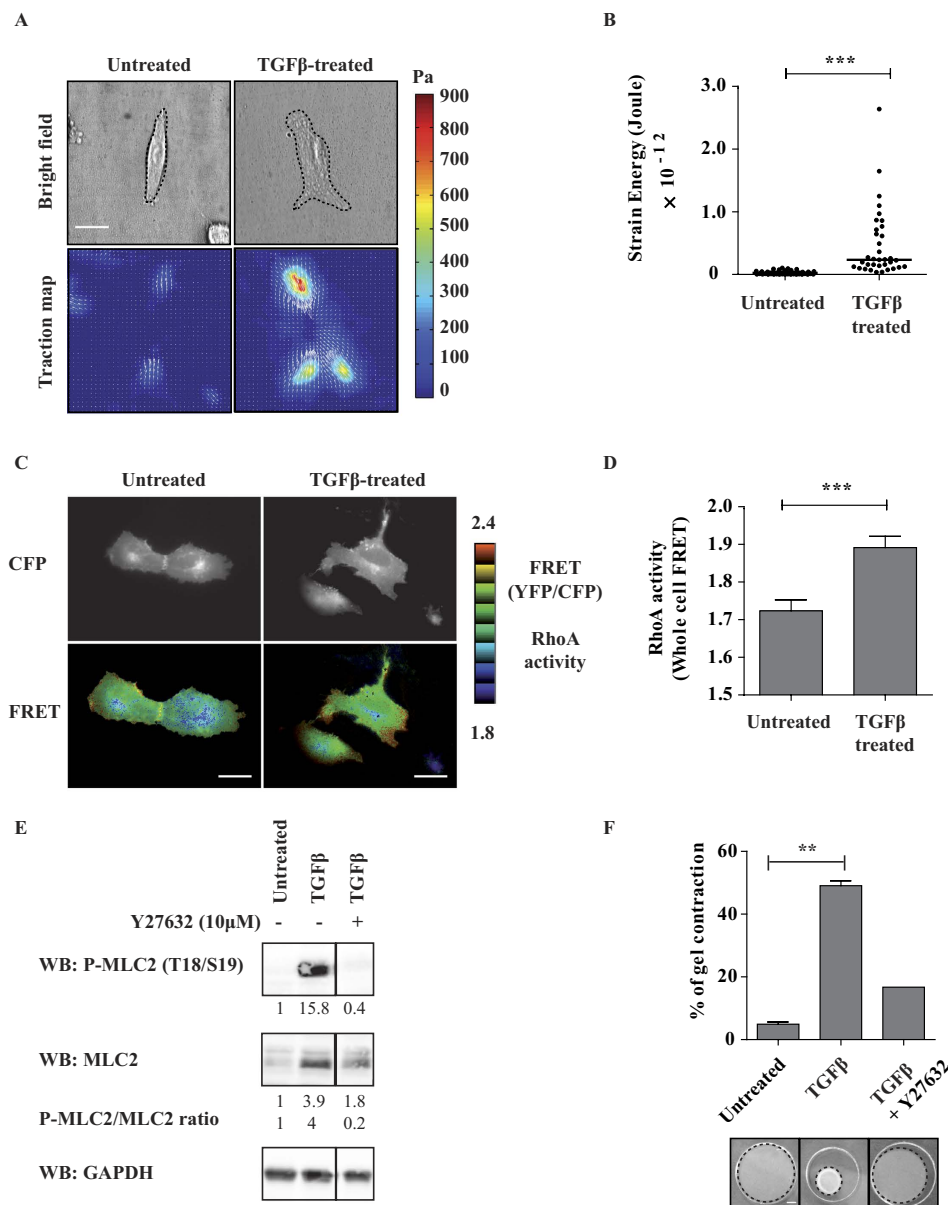 A
Untreated
TGFβ-treated
Pa
Bright field
Traction map
900
800
700
600
500
400
300
200
100
0
B
***
Strain Energy (Joule)
× 10⁻¹²
3.0
2.0
1.0
0
Untreated
TGFβ
treated
C
Untreated
TGFβ-treated
CFP
FRET
2.4
FRET
(YFP/CFP)
RhoA
activity
1.8
D
***
RhoA activity
(Whole cell FRET)
2.0
1.9
1.8
1.7
1.6
1.5
Untreated
TGFβ
treated
E
Untreated
TGFβ
TGFβ
Y27632 (10μM) - - +
WB: P-MLC2 (T18/S19)
1 15.8 0.4
WB: MLC2
1 3.9 1.8
P-MLC2/MLC2 ratio 1 4 0.2
WB: GAPDH
F
**
% of gel contraction
60
40
20
0
Untreated
TGFβ
TGFβ
+ Y27632